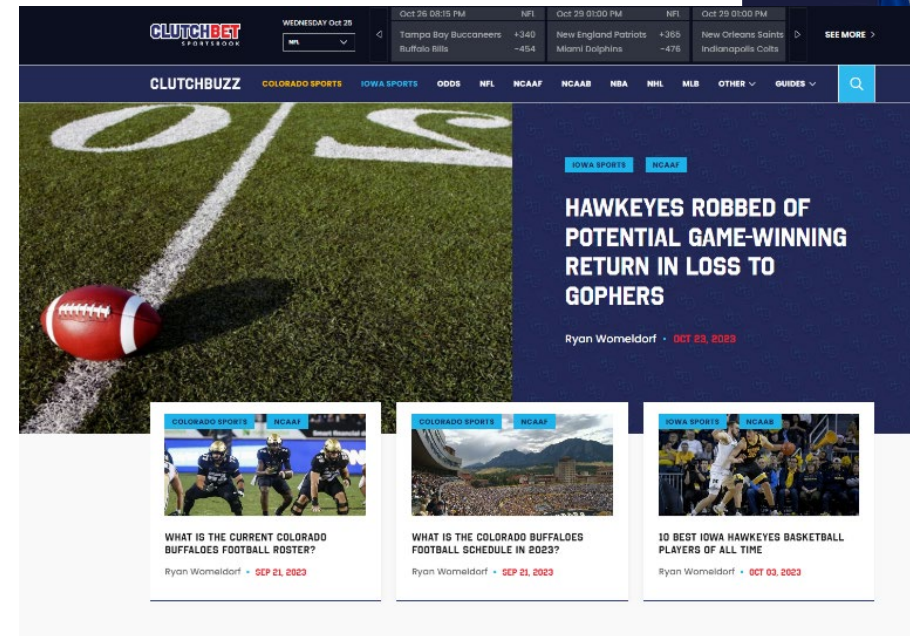 CLUTCHBET
SPORTSBOOK
WEDNESDAY Oct 25
NFL
Oct 26 08:15 PM NFL
Tampa Bay Buccaneers +340
Buffalo Bills -454
Oct 29 01:00 PM NFL
New England Patriots +365
Miami Dolphins -476
Oct 29 01:00 PM
New Orleans Saints
Indianapolis Colts
SEE MORE >
CLUTCHBUZZ
COLORADO SPORTS IOWA SPORTS ODDS NFL NCAAF NCAAB NBA NHL MLB OTHER GUIDES
20
IOWA SPORTS NCAAF
HAWKEYES ROBBED OF
POTENTIAL GAME-WINNING
RETURN IN LOSS TO
GOPHERS
Ryan Womeldorf • OCT 23, 2023
COLORADO SPORTS NCAAF
WHAT IS THE CURRENT COLORADO
BUFFALOES FOOTBALL ROSTER?
Ryan Womeldorf • SEP 21, 2023
COLORADO SPORTS NCAAF
WHAT IS THE COLORADO BUFFALOES
FOOTBALL SCHEDULE IN 2023?
Ryan Womeldorf • SEP 21, 2023
IOWA SPORTS NCAAB
10 BEST IOWA HAWKEYES BASKETBALL
PLAYERS OF ALL TIME
Ryan Womeldorf • OCT 03, 2023